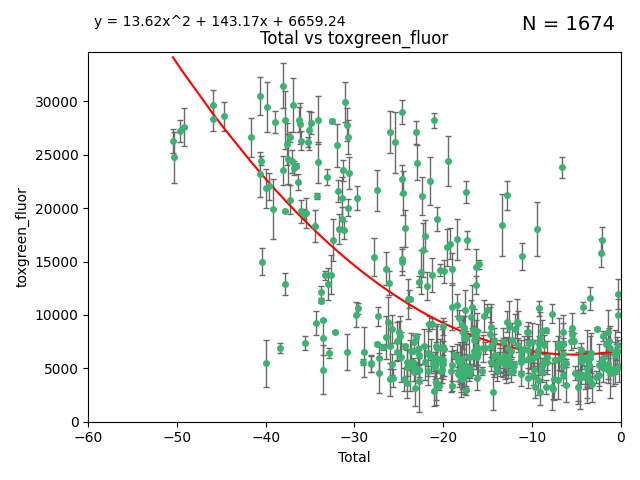 y = 13.62x^2 + 143.17x + 6659.24
N = 1674
Total vs toxgreen_fluor
toxgreen_fluor
30000
25000
20000
15000
10000
5000
0
−60
−50
−40
−30
−20
−10
0
Total